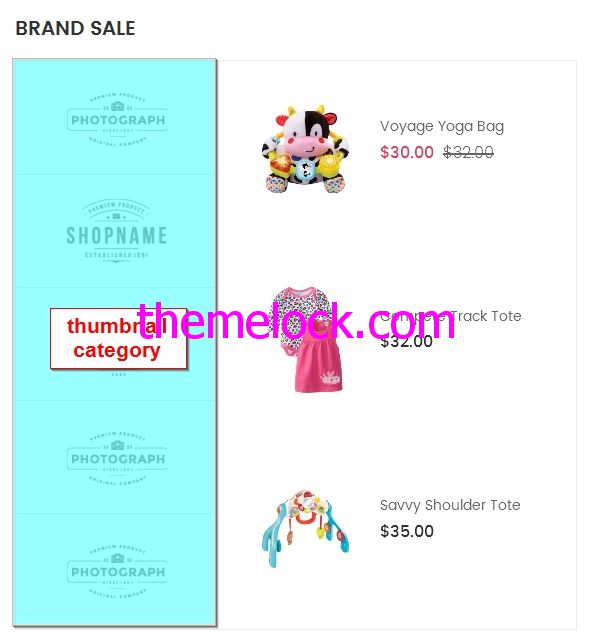 BRAND SALE
PREMIUM PRODUCT
PHOTOGRAPH
SINCE 1991
ORIGINAL COMPANY
PREMIUM PRODUCT
SHOPNAME
ESTABLISHED 1991
thumbnail
category
PREMIUM PRODUCT
PHOTOGRAPH
SINCE 1991
ORIGINAL COMPANY
PREMIUM PRODUCT
PHOTOGRAPH
SINCE 1991
ORIGINAL COMPANY
Voyage Yoga Bag
$30.00 $32.00
themelock.com
Compete Track Tote
$32.00
Savvy Shoulder Tote
$35.00